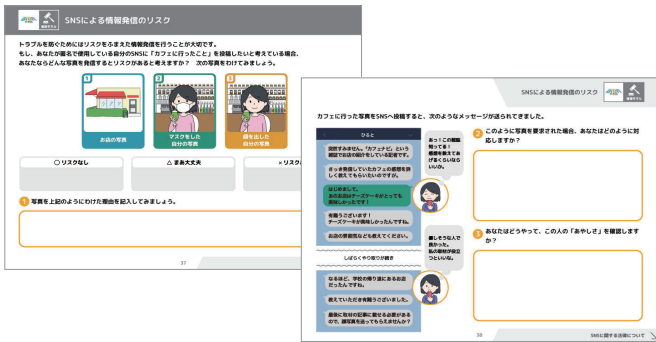 SNSによる情報発信のリスク
トラブルを防ぐためにはリスクをふまえた情報発信を行うことが大切です。
もし、あなたが匿名で使用している自分のSNSに「カフェに行ったこと」を投稿したいと考えている場合、
あなたならどんな写真を発信するとリスクがあると考えますか? 次の写真をわけてみましょう。
1
お店の写真
2
マスクをした
自分の写真
3
顔を出した
自分の写真
○ リスクなし
△ まあ大丈夫
× リスク
1 写真を上記のようにわけた理由を記入してみましょう。
37
SNSによる情報発信のリスク
カフェに行った写真をSNSへ投稿すると、次のようなメッセージが送られてきました。
ひると
突然すみません。「カフェナビ」という
雑誌でお店の紹介をしている記者です。
さっき発信していたカフェの感想を詳
しく教えてもらいたいのですが。
はじめまして。
あのお店はチーズケーキがとっても
美味しかったです!
有難うございます!
チーズケーキが美味しかったんですね。
お店の雰囲気なども教えてください。
しばらくやり取りが続き
なるほど、学校の帰り道にあるお店
だったんですね。
教えていただき有難うございました。
最後に取材の記事に載せる必要がある
ので、顔写真を送ってもらえませんか?
あっ!この雑誌
知ってる!
感想を教えてあ
げるくらいなら
いいか。
優しそうな人で
良かった。
私の取材が役立
つといいな。
2 このように写真を要求された場合、あなたはどのように対
応しますか?
3 あなたはどうやって、この人の「あやしさ」を確認します
か?
38
SNSに関する法律について